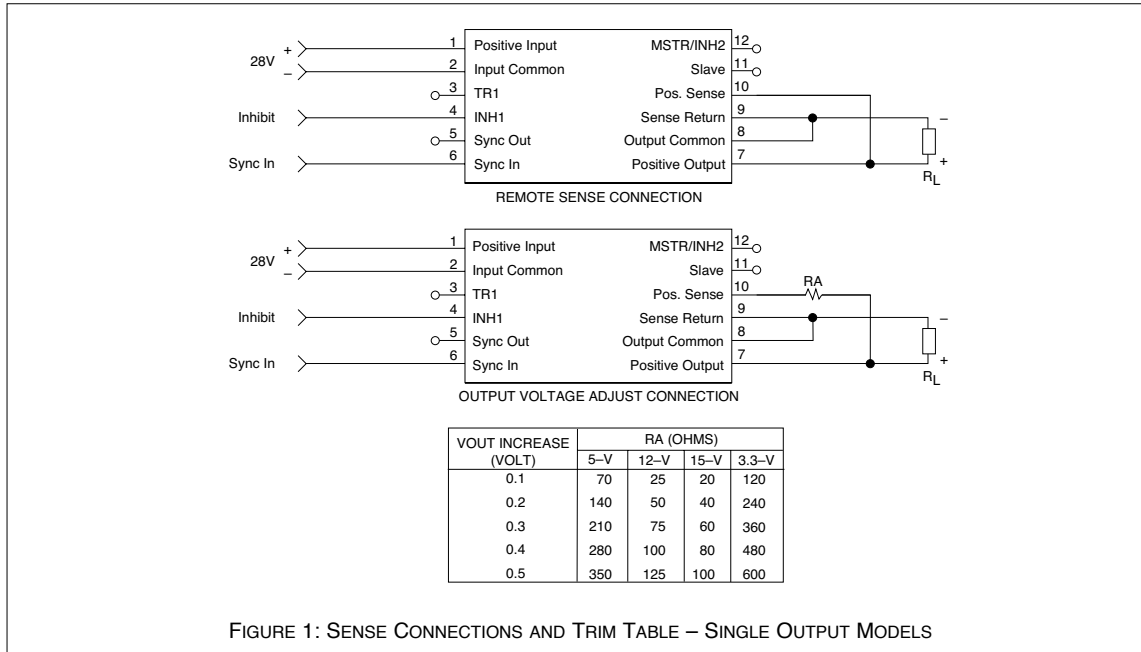 1 Positive Input MSTR/INH2 12
28V + –
2 Input Common Slave 11
3 TR1 Pos. Sense 10
Inhibit 4 INH1 Sense Return 9 –
5 Sync Out Output Common 8
Sync In 6 Sync In Positive Output 7 +
RL
REMOTE SENSE CONNECTION
1 Positive Input MSTR/INH2 12
28V + –
2 Input Common Slave 11
3 TR1 Pos. Sense 10 RA
Inhibit 4 INH1 Sense Return 9 –
5 Sync Out Output Common 8
Sync In 6 Sync In Positive Output 7 +
RL
OUTPUT VOLTAGE ADJUST CONNECTION
VOUT INCREASE (VOLT) RA (OHMS)
5–V 12–V 15–V 3.3–V
0.1 70 25 20 120
0.2 140 50 40 240
0.3 210 75 60 360
0.4 280 100 80 480
0.5 350 125 100 600
FIGURE 1: SENSE CONNECTIONS AND TRIM TABLE – SINGLE OUTPUT MODELS